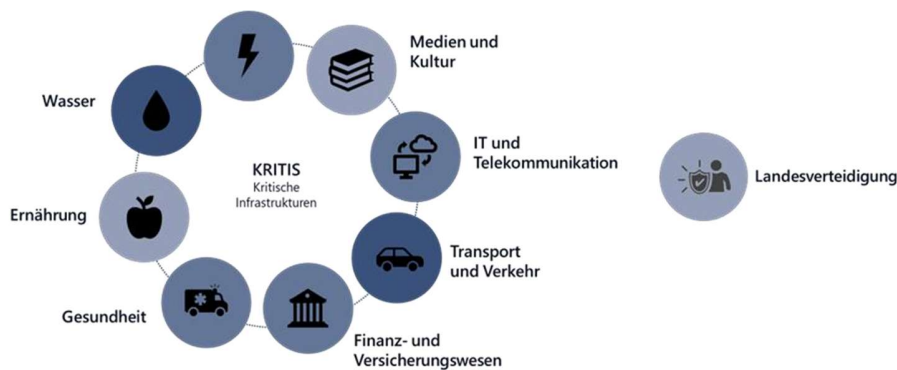 Medien und
Kultur
Wasser
IT und
Telekommunikation
KRITIS
Kritische
Infrastrukturen
Landesverteidigung
Ernährung
Transport
und Verkehr
Gesundheit
Finanz- und
Versicherungswesen